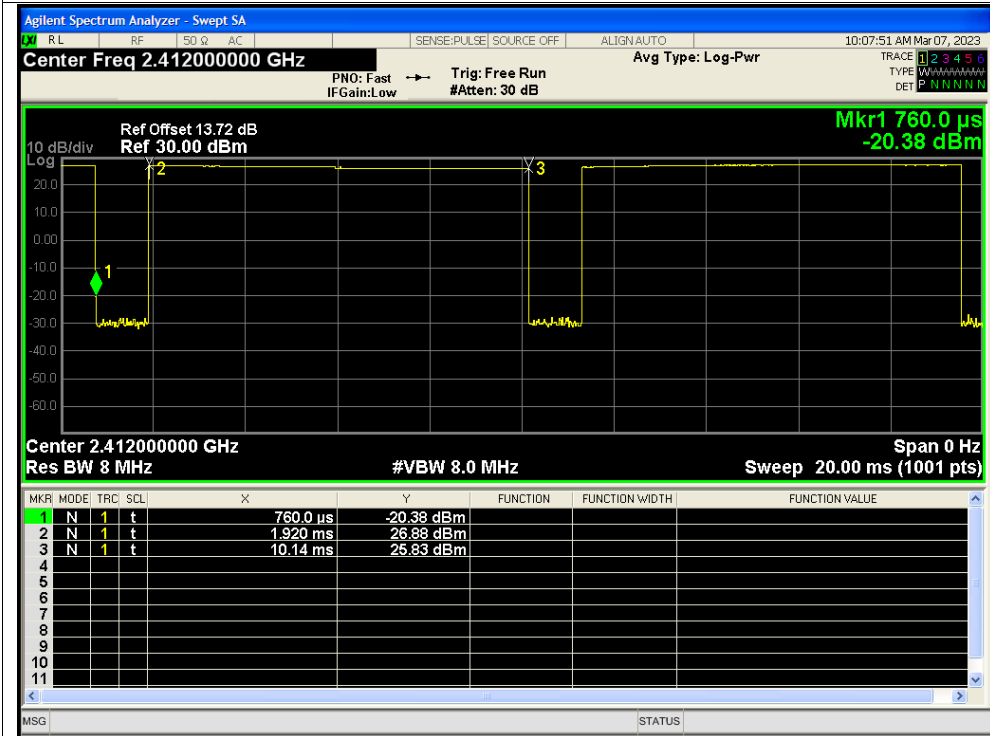 Agilent Spectrum Analyzer - Swept SA
LXI RL RF 50 Ω AC SENSE:PULSE SOURCE OFF ALIGN AUTO 10:07:51 AM Mar 07, 2023
Center Freq 2.412000000 GHz Avg Type: Log-Pwr TRACE 1 2 3 4 5 6
PNO: Fast Trig: Free Run TYPE WWWWWW
IFGain:Low #Atten: 30 dB DET P N N N N N
Mkr1 760.0 µs
Ref Offset 13.72 dB
10 dB/div Ref 30.00 dBm -20.38 dBm
Log
2
3
20.0
10.0
0.00
-10.0
1
-20.0
-30.0
-40.0
-50.0
-60.0
Center 2.412000000 GHz Span 0 Hz
Res BW 8 MHz #VBW 8.0 MHz Sweep 20.00 ms (1001 pts)
MKR MODE TRC SCL X Y FUNCTION FUNCTION WIDTH FUNCTION VALUE
1 N 1 t 760.0 µs -20.38 dBm
2 N 1 t 1.920 ms 26.88 dBm
3 N 1 t 10.14 ms 25.83 dBm
4
5
6
7
8
9
10
11
MSG STATUS